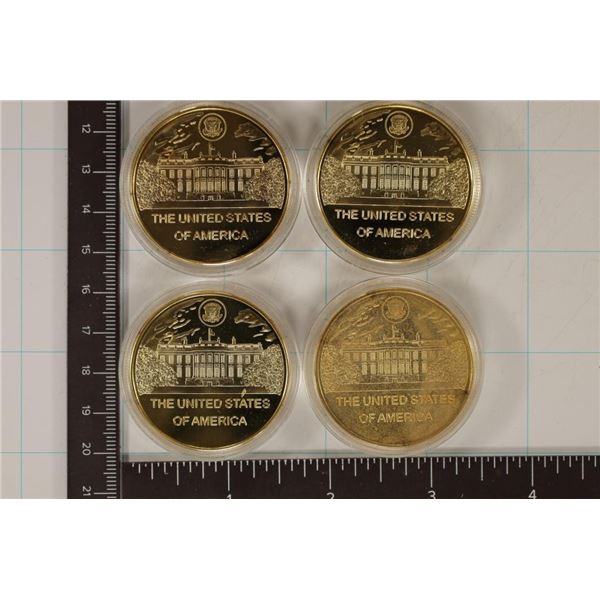 12
13
14
15
16
17
18
19
20
21
THE UNITED STATES
OF AMERICA
THE UNITED STATES
OF AMERICA
THE UNITED STATES
OF AMERICA
THE UNITED STATES
OF AMERICA
1 2 3 4